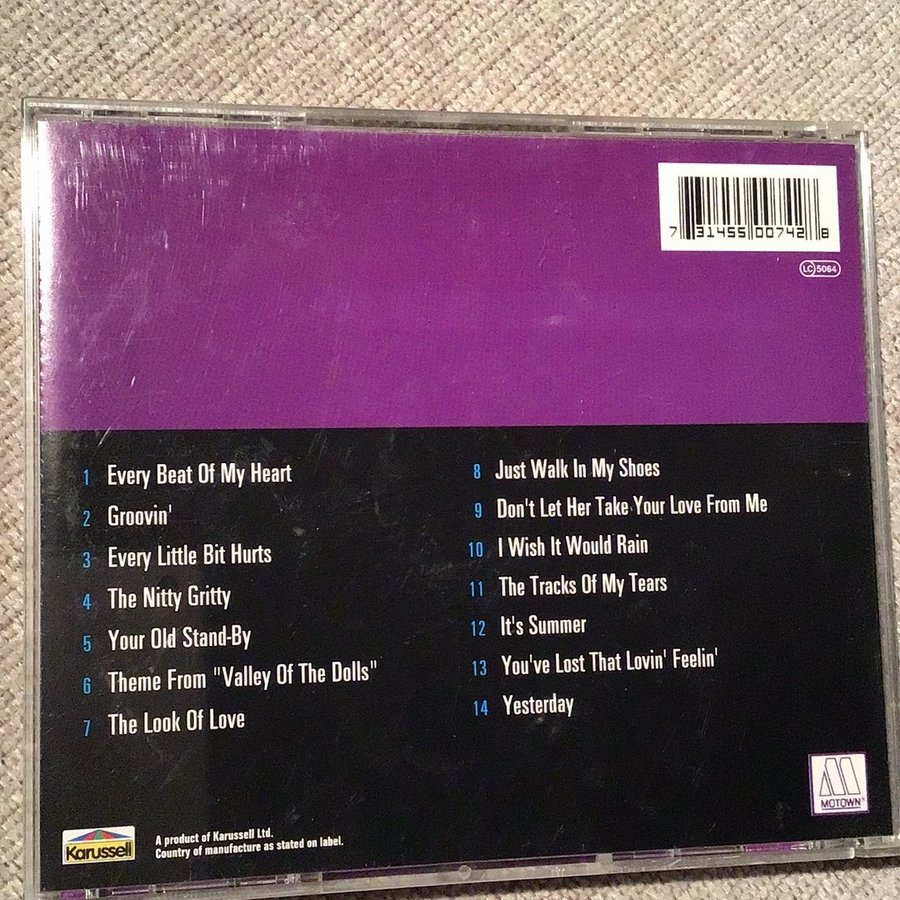 7 31455 00742 8
LC 5064
1 Every Beat Of My Heart
2 Groovin'
3 Every Little Bit Hurts
4 The Nitty Gritty
5 Your Old Stand-By
6 Theme From "Valley Of The Dolls"
7 The Look Of Love
8 Just Walk In My Shoes
9 Don't Let Her Take Your Love From Me
10 I Wish It Would Rain
11 The Tracks Of My Tears
12 It's Summer
13 You've Lost That Lovin' Feelin'
14 Yesterday
Karussell
A product of Karussell Ltd.
Country of manufacture as stated on label.
M
MOTOWN®